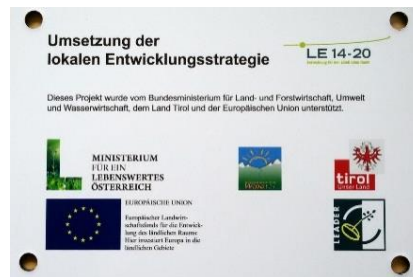 Umsetzung der
lokalen Entwicklungsstrategie
LE 14-20
Dieses Projekt wurde vom Bundesministerium für Land- und Forstwirtschaft, Umwelt
und Wasserwirtschaft, dem Land Tirol und der Europäischen Union unterstützt.
MINISTERIUM
FÜR EIN
LEBENSWERTES
ÖSTERREICH
tirol
Unser Land
EUROPÄISCHE UNION
Europäischer Landwirt-
schaftsfonds für die Entwick-
lung des ländlichen Raums:
Hier investiert Europa in die
ländlichen Gebiete
LEADER